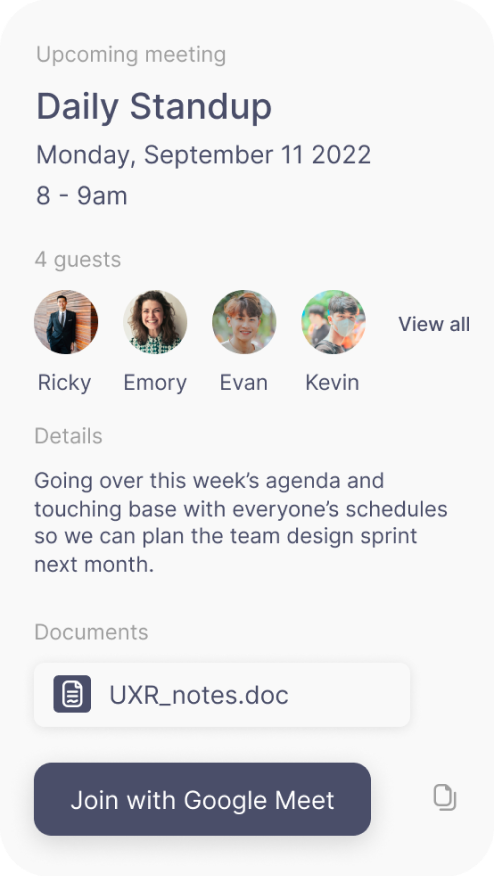 Upcoming meeting
Daily Standup
Monday, September 11 2022
8 - 9am
4 guests
View all
Ricky Emory Evan Kevin
Details
Going over this week’s agenda and
touching base with everyone’s schedules
so we can plan the team design sprint
next month.
Documents
UXR_notes.doc
Join with Google Meet